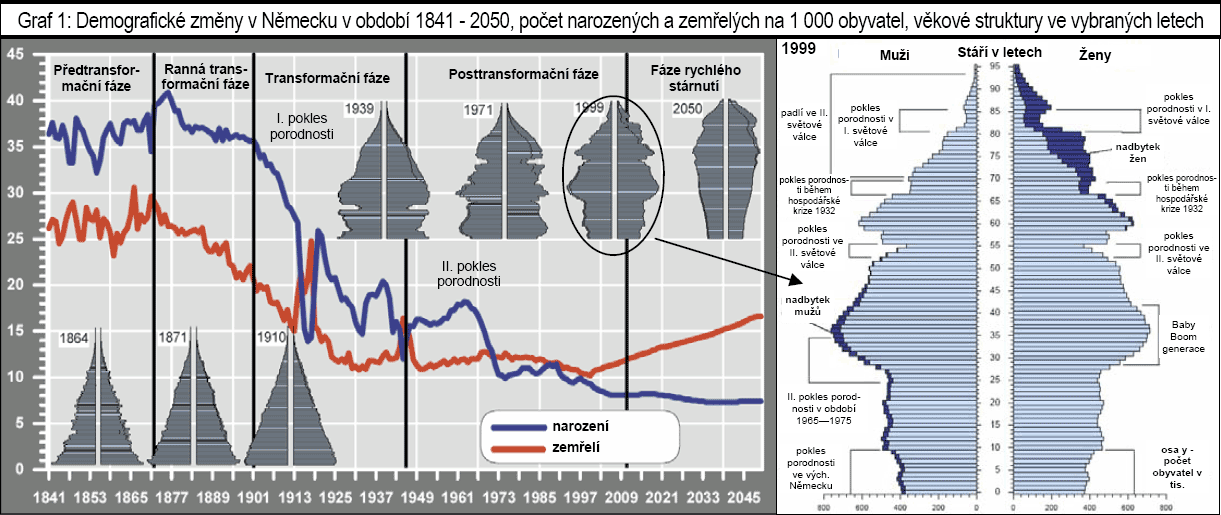 Graf 1: Demografické změny v Německu v období 1841 - 2050, počet narozených a zemřelých na 1 000 obyvatel, věkové struktury ve vybraných letech
45
40
35
30
25
20
15
10
5
0
Předtransfor-
mační fáze
Ranná trans-
formační fáze
Transformační fáze
Posttransformační fáze
Fáze rychlého
stárnutí
I. pokles
porodnosti
1939
1971
1999
2050
II. pokles
porodnosti
1864
1871
1910
narození
zemřelí
1841 1853 1865 1877 1889 1901 1913 1925 1937 1949 1961 1973 1985 1997 2009 2021 2033 2045
1999
Muži
Stáří v letech
Ženy
95
90
85
80
75
70
65
60
55
50
45
40
35
30
25
20
15
10
5
0
padlí ve II.
světové
válce
pokles
porodnosti v
I. světové
válce
pokles porodnos-
ti během
hospodářské
krize 1932
pokles
porodnosti ve
II. světové
válce
nadbytek
mužů
II. pokles porod-
nosti v období
1965—1975
pokles
porodnosti
ve vých.
Německu
pokles
porodnosti v I.
světové válce
nadbytek
žen
pokles porodnos-
ti během
hospodářské
krize 1932
pokles
porodnosti
ve II. světové
válce
Baby
Boom
generace
osa y -
počet
obyvatel v
tis.
800 600 400 200 0
0 200 400 600 800